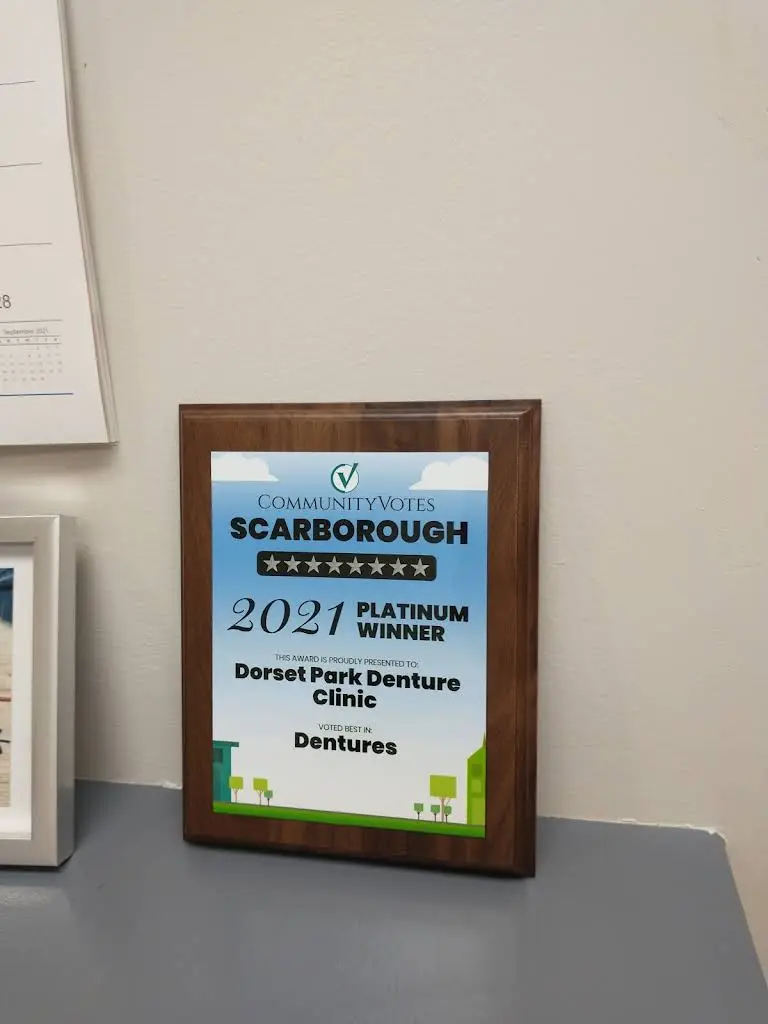 28
September 2021
COMMUNITYVOTES
SCARBOROUGH
2021 PLATINUM
WINNER
THIS AWARD IS PROUDLY PRESENTED TO:
Dorset Park Denture
Clinic
VOTED BEST IN:
Dentures